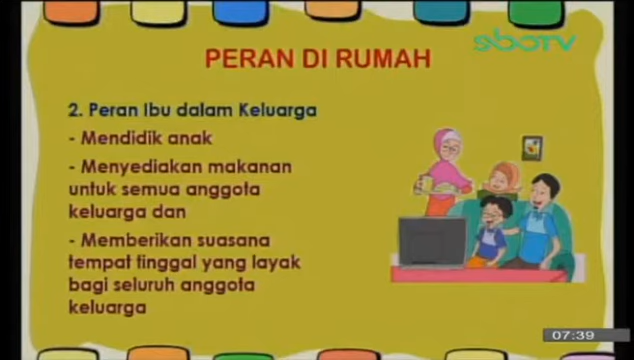 sboTV
PERAN DI RUMAH
2. Peran Ibu dalam Keluarga
- Mendidik anak
- Menyediakan makanan
untuk semua anggota
keluarga dan
- Memberikan suasana
tempat tinggal yang layak
bagi seluruh anggota
keluarga
07:39